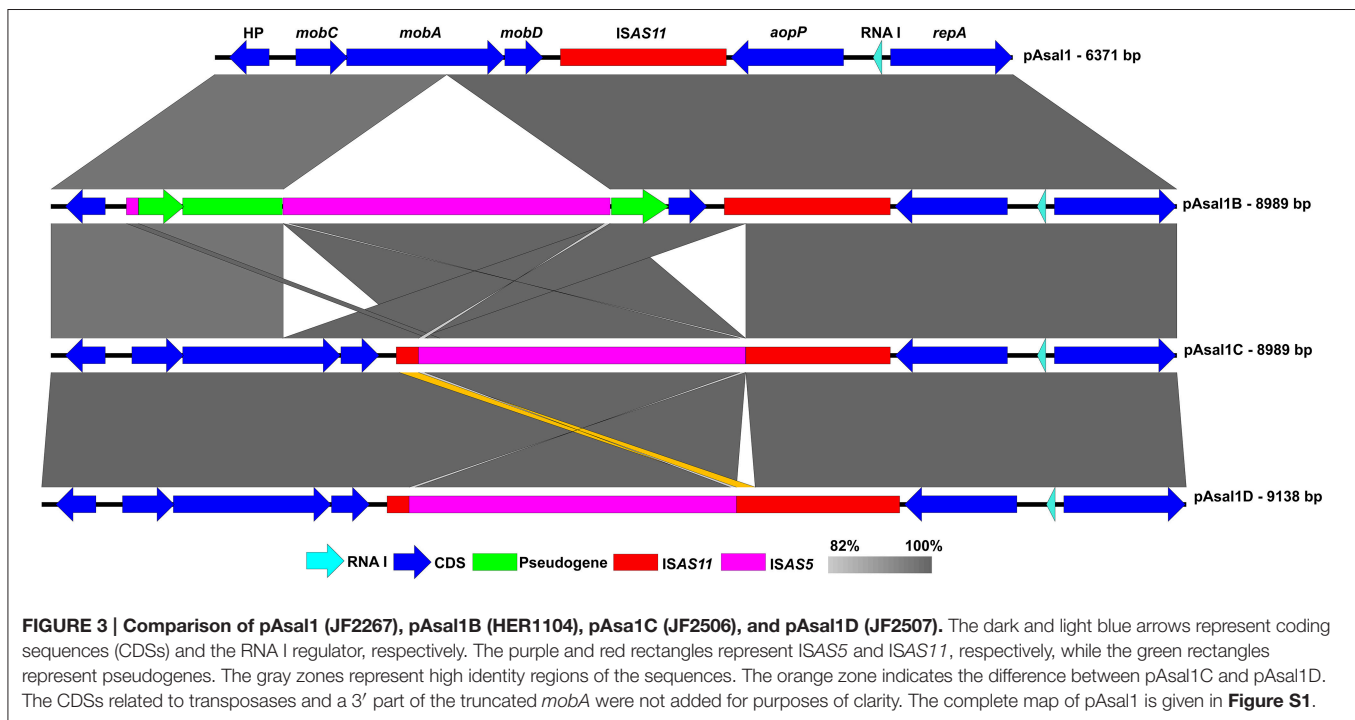 HP mobC mobA mobD ISAS11 aopP RNA I repA
pAsal1 - 6371 bp
pAsal1B - 8989 bp
pAsal1C - 8989 bp
pAsal1D - 9138 bp
82% 100%
RNA I CDS Pseudogene ISAS11 ISAS5
FIGURE 3 | Comparison of pAsal1 (JF2267), pAsal1B (HER1104), pAsa1C (JF2506), and pAsal1D (JF2507). The dark and light blue arrows represent coding
sequences (CDSs) and the RNA I regulator, respectively. The purple and red rectangles represent ISAS5 and ISAS11, respectively, while the green rectangles
represent pseudogenes. The gray zones represent high identity regions of the sequences. The orange zone indicates the difference between pAsal1C and pAsal1D.
The CDSs related to transposases and a 3′ part of the truncated mobA were not added for purposes of clarity. The complete map of pAsal1 is given in Figure S1.